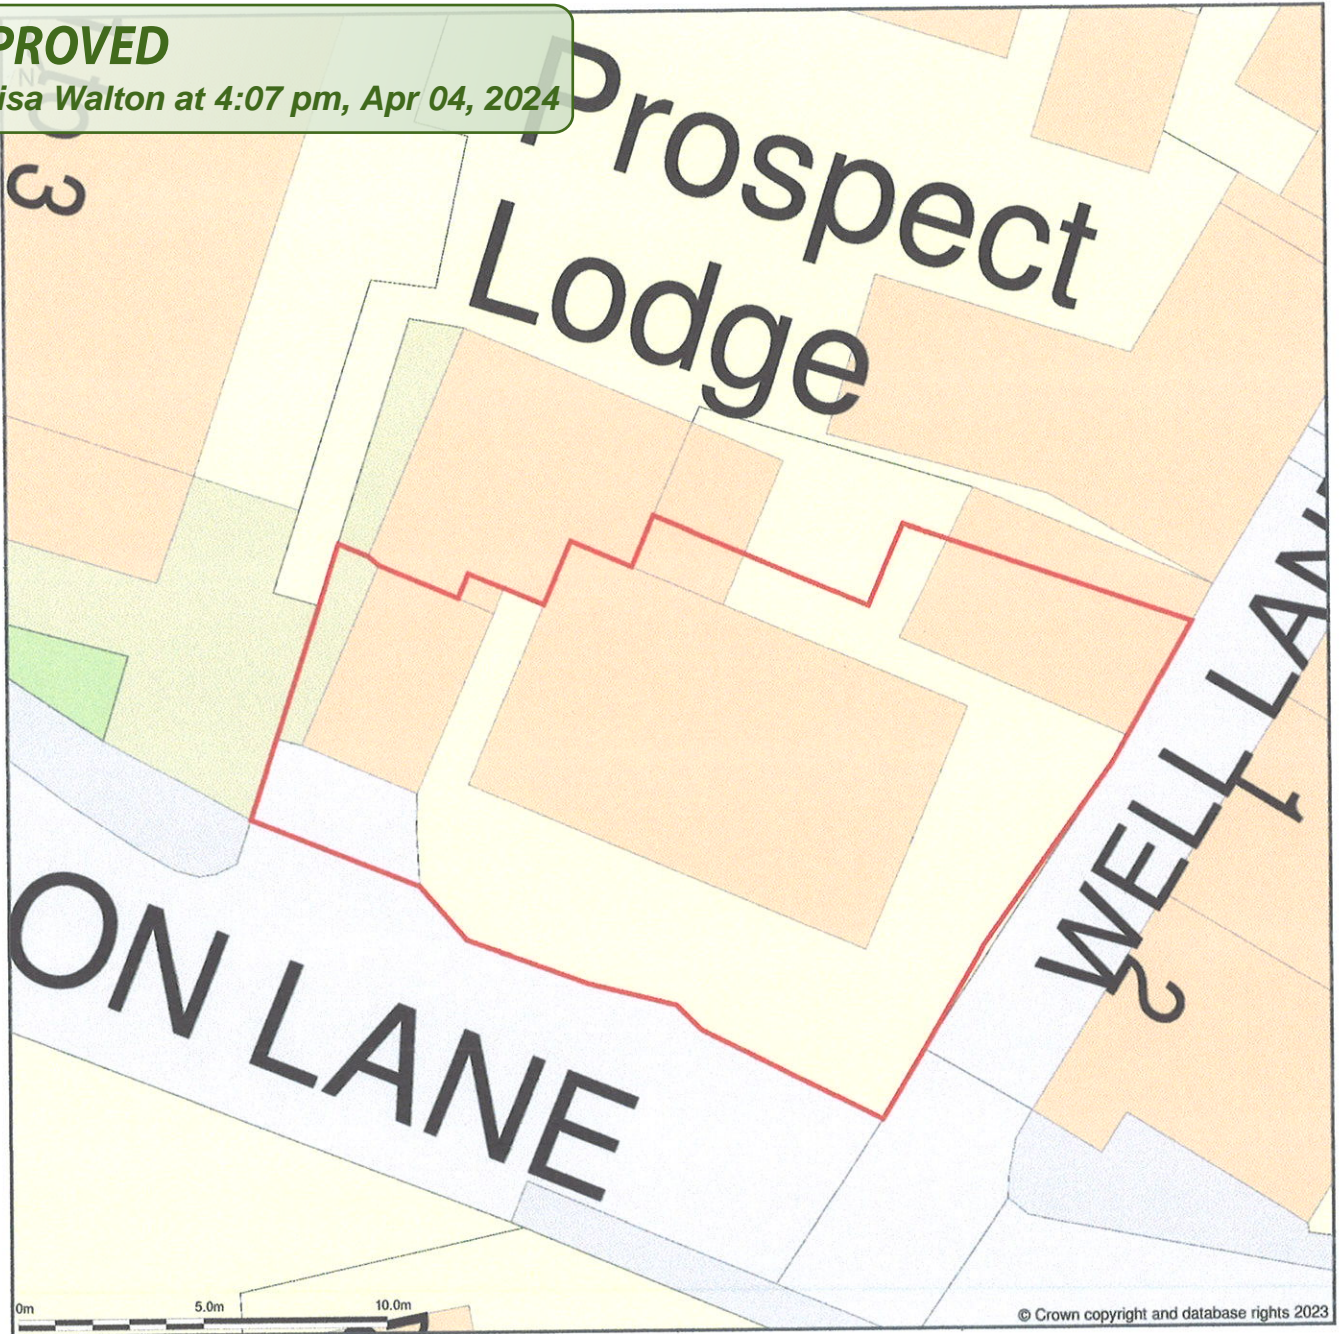 PROVED
isa Walton at 4:07 pm, Apr 04, 2024
N
3
Prospect
Lodge
WELL LAN
1
2
ON LANE
0m 5.0m 10.0m
© Crown copyright and database rights 2023